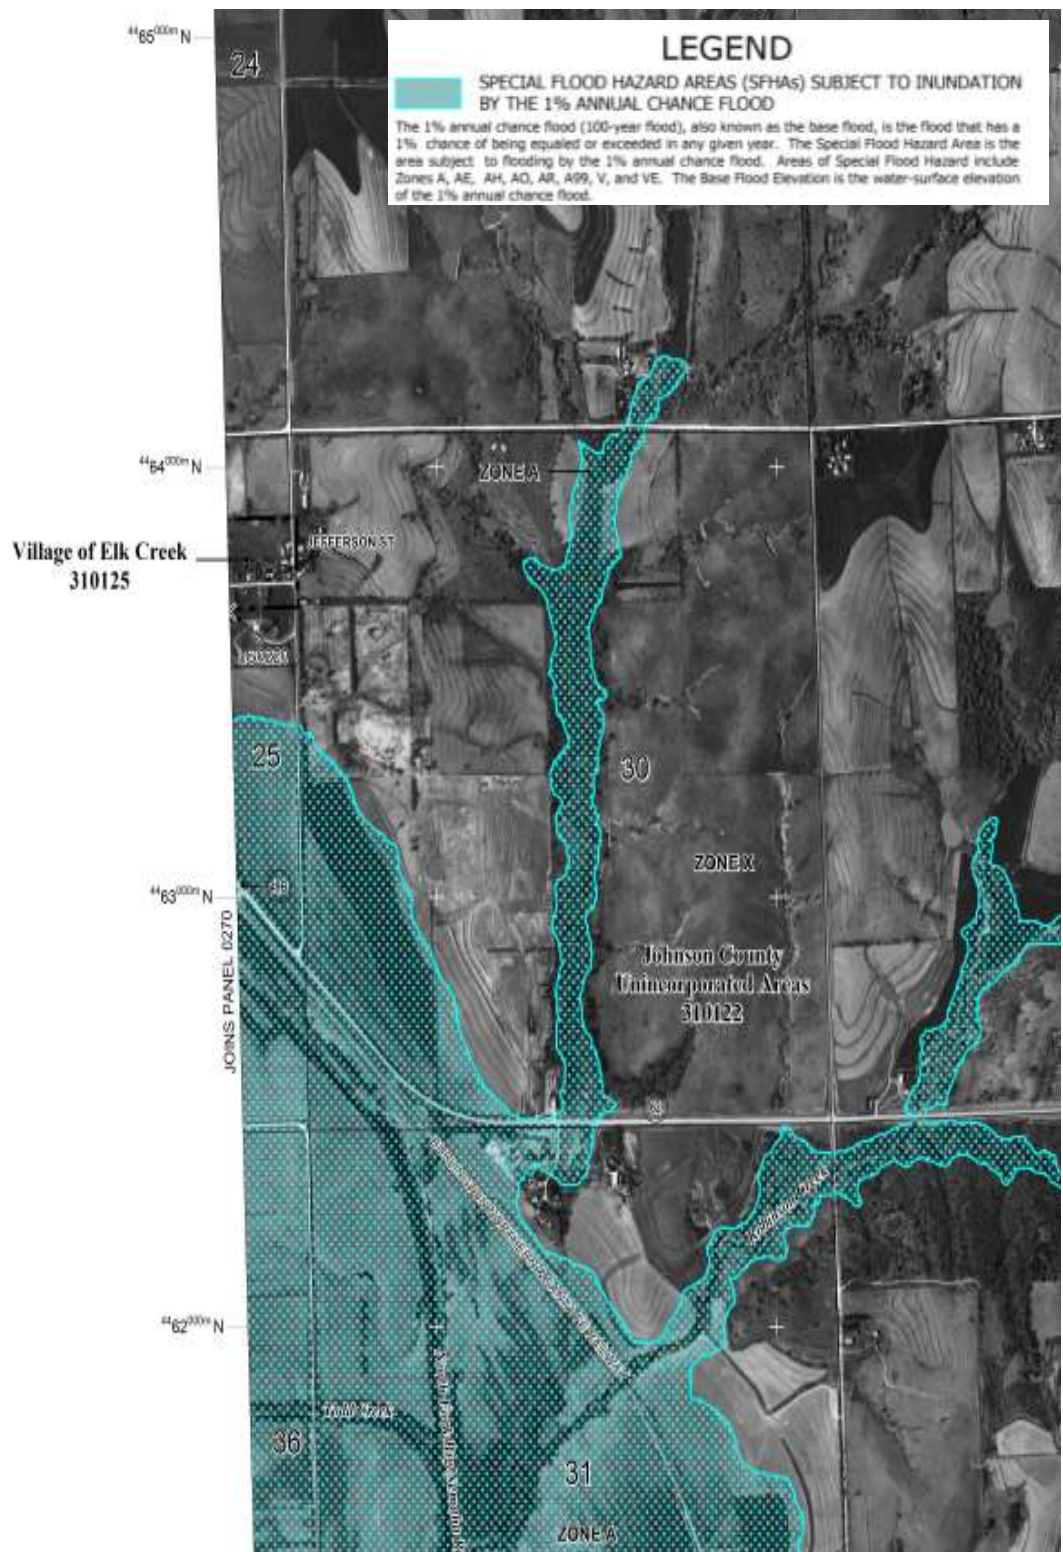 4465000m N
24
LEGEND
SPECIAL FLOOD HAZARD AREAS (SFHAs) SUBJECT TO INUNDATION
BY THE 1% ANNUAL CHANCE FLOOD
The 1% annual chance flood (100-year flood), also known as the base flood, is the flood that has a
1% chance of being equaled or exceeded in any given year. The Special Flood Hazard Area is the
area subject to flooding by the 1% annual chance flood. Areas of Special Flood Hazard include
Zones A, AE, AH, AO, AR, A99, V, and VE. The Base Flood Elevation is the water-surface elevation
of the 1% annual chance flood.
4464000m N
ZONE A
JEFFERSON ST
Village of Elk Creek
310125
25
30
ZONE X
4463000m N
JOINS PANEL 0270
Johnson County
Unincorporated Areas
310122
4462000m N
Creek
36
31
ZONE A